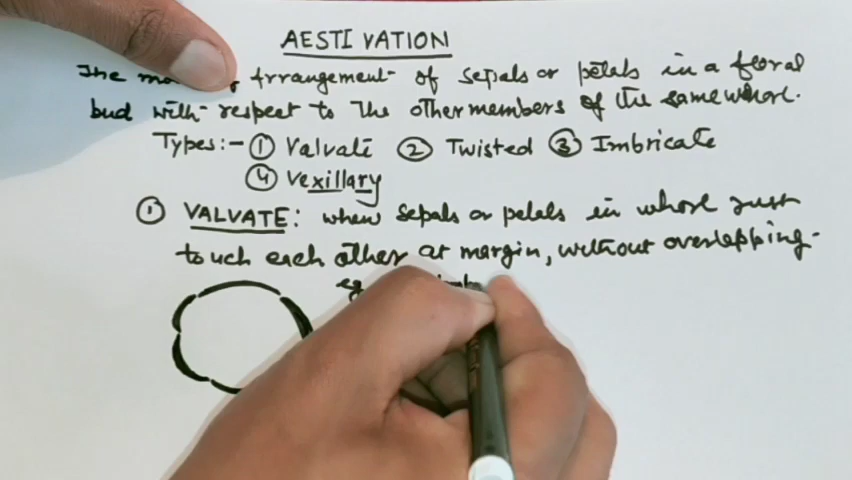 AESTIVATION
The Arrangement of sepals or petals in a floral
bud with respect to the other members of the same whorl.
Types:- ① Valvate ② Twisted ③ Imbricate
④ Vexillary
① VALVATE: when sepals or petals in whorl just
touch each other at margin, without overlapping.
eg